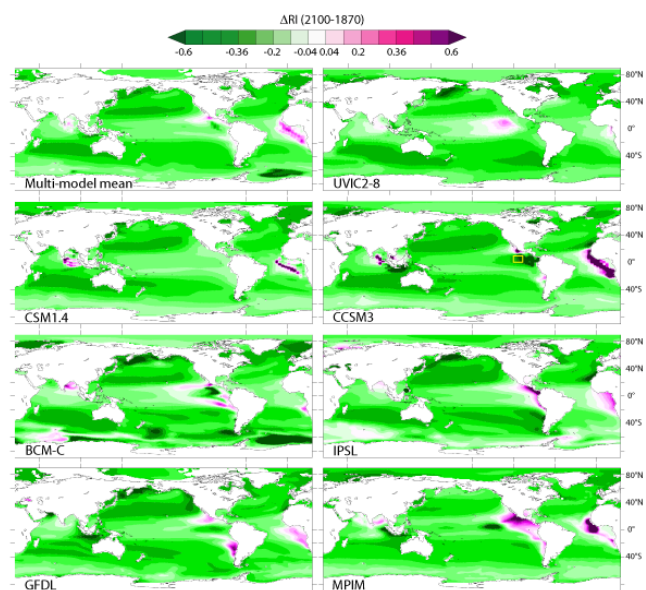 ΔRI (2100-1870)
-0.6 -0.36 -0.2 -0.04 0.04 0.2 0.36 0.6
Multi-model mean
UVIC2-8
80°N
40°N
0°
40°S
CSM1.4
CCSM3
80°N
40°N
0°
40°S
BCM-C
IPSL
80°N
40°N
0°
40°S
GFDL
MPIM
80°N
40°N
0°
40°S